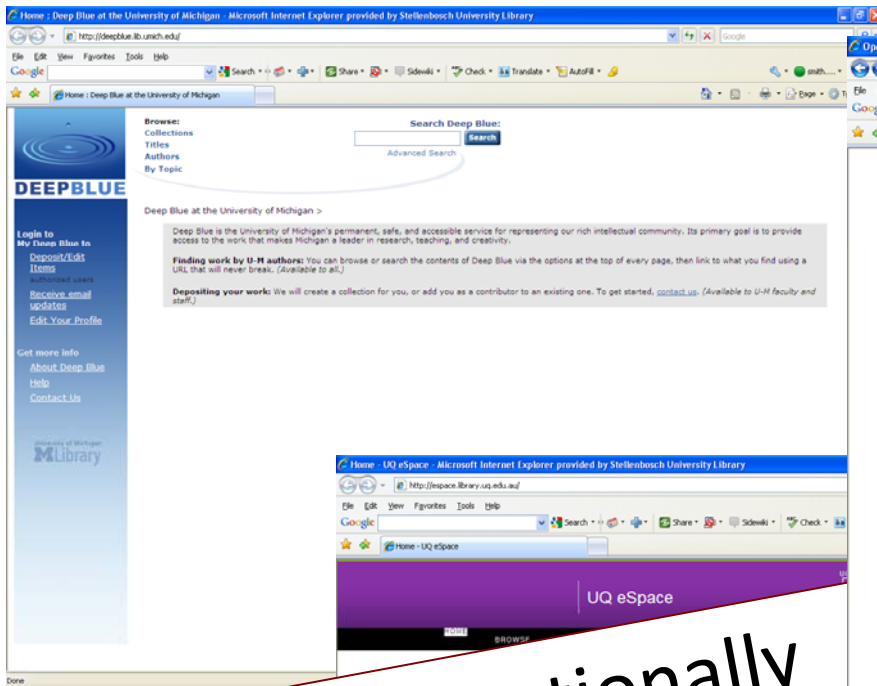 Home : Deep Blue at the University of Michigan - Microsoft Internet Explorer provided by Stellenbosch University Library
http://deepblue.lib.umich.edu/
Google
File Edit View Favorites Tools Help
Google Search Share Sidewiki Check Translate AutoFill smith....
Home : Deep Blue at the University of Michigan
Page
Ope
File
Goog
DEEPBLUE
Browse:
Collections
Titles
Authors
By Topic
Search Deep Blue:
Search
Advanced Search
Deep Blue at the University of Michigan >
Deep Blue is the University of Michigan's permanent, safe, and accessible service for representing our rich intellectual community. Its primary goal is to provide
access to the work that makes Michigan a leader in research, teaching, and creativity.
Finding work by U-M authors: You can browse or search the contents of Deep Blue via the options at the top of every page, then link to what you find using a
URL that will never break. (Available to all.)
Depositing your work: We will create a collection for you, or add you as a contributor to an existing one. To get started, contact us. (Available to U-M faculty and
staff.)
Login to
My Deep Blue to
Deposit/Edit
Items
authorized users
Receive email
updates
Edit Your Profile
Get more info
About Deep Blue
Help
Contact Us
University of Michigan
MLibrary
Done
Home - UQ eSpace - Microsoft Internet Explorer provided by Stellenbosch University Library
http://espace.library.uq.edu.au/
File Edit View Favorites Tools Help
Google Search Share Sidewiki Check
Home - UQ eSpace
UQ eSpace
HOME
BROWSE
tionally